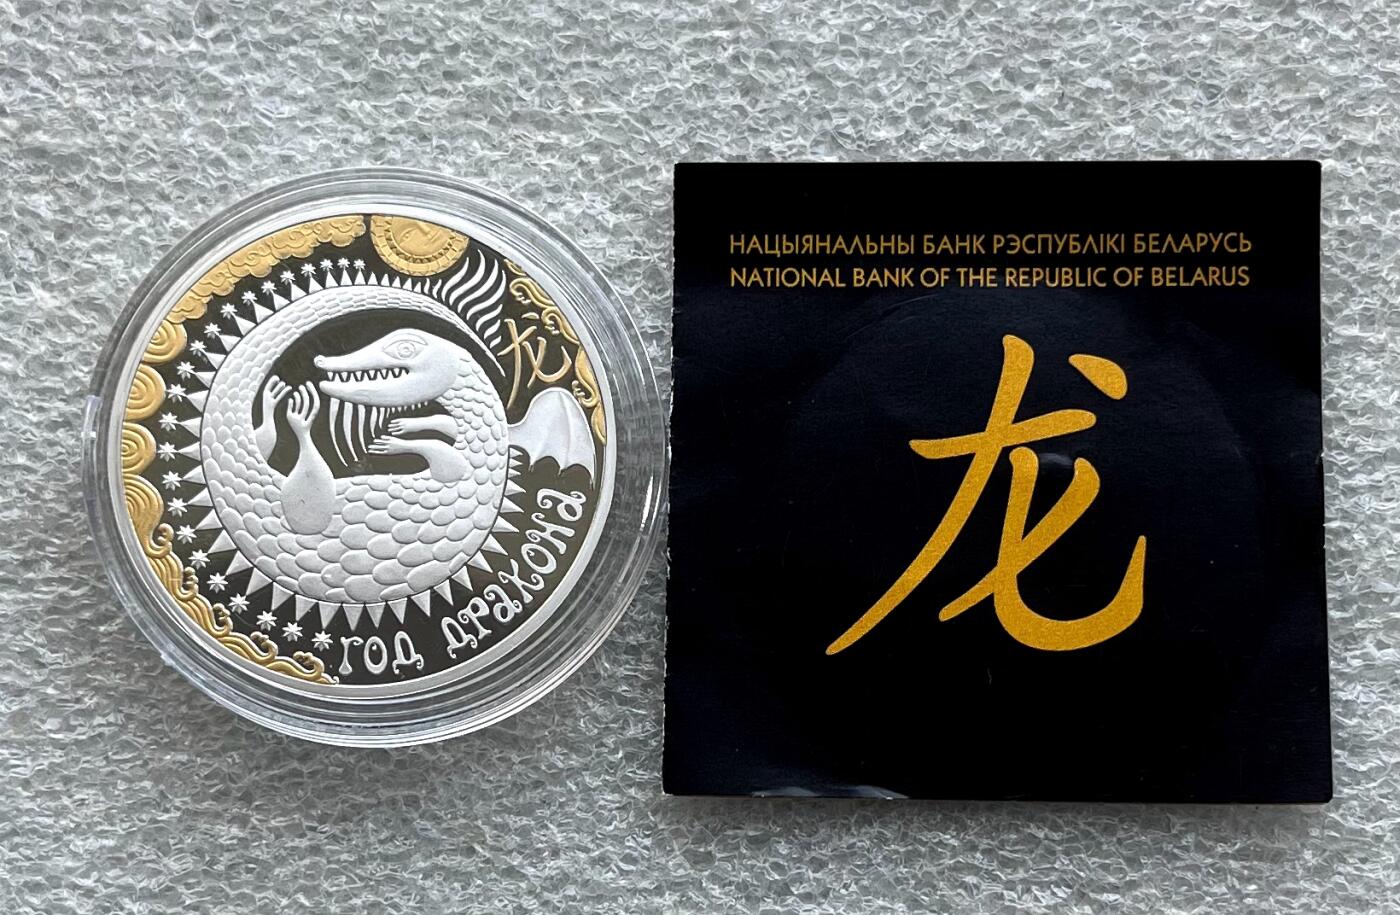 龙
ГОД ДРАКОНА
НАЦЫЯНАЛЬНЫ БАНК РЭСПУБЛІКІ БЕЛАРУСЬ
NATIONAL BANK OF THE REPUBLIC OF BELARUS
龙